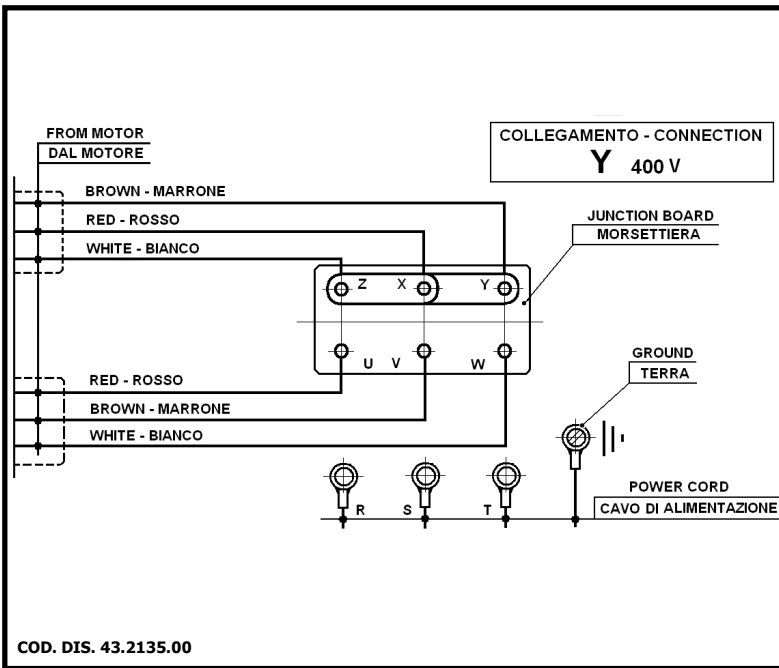 FROM MOTOR
DAL MOTORE
COLLEGAMENTO - CONNECTION
Y 400 V
BROWN - MARRONE
RED - ROSSO
WHITE - BIANCO
JUNCTION BOARD
MORSETTIERA
Z X Y
U V W
RED - ROSSO
BROWN - MARRONE
WHITE - BIANCO
GROUND
TERRA
R S T
POWER CORD
CAVO DI ALIMENTAZIONE
COD. DIS. 43.2135.00